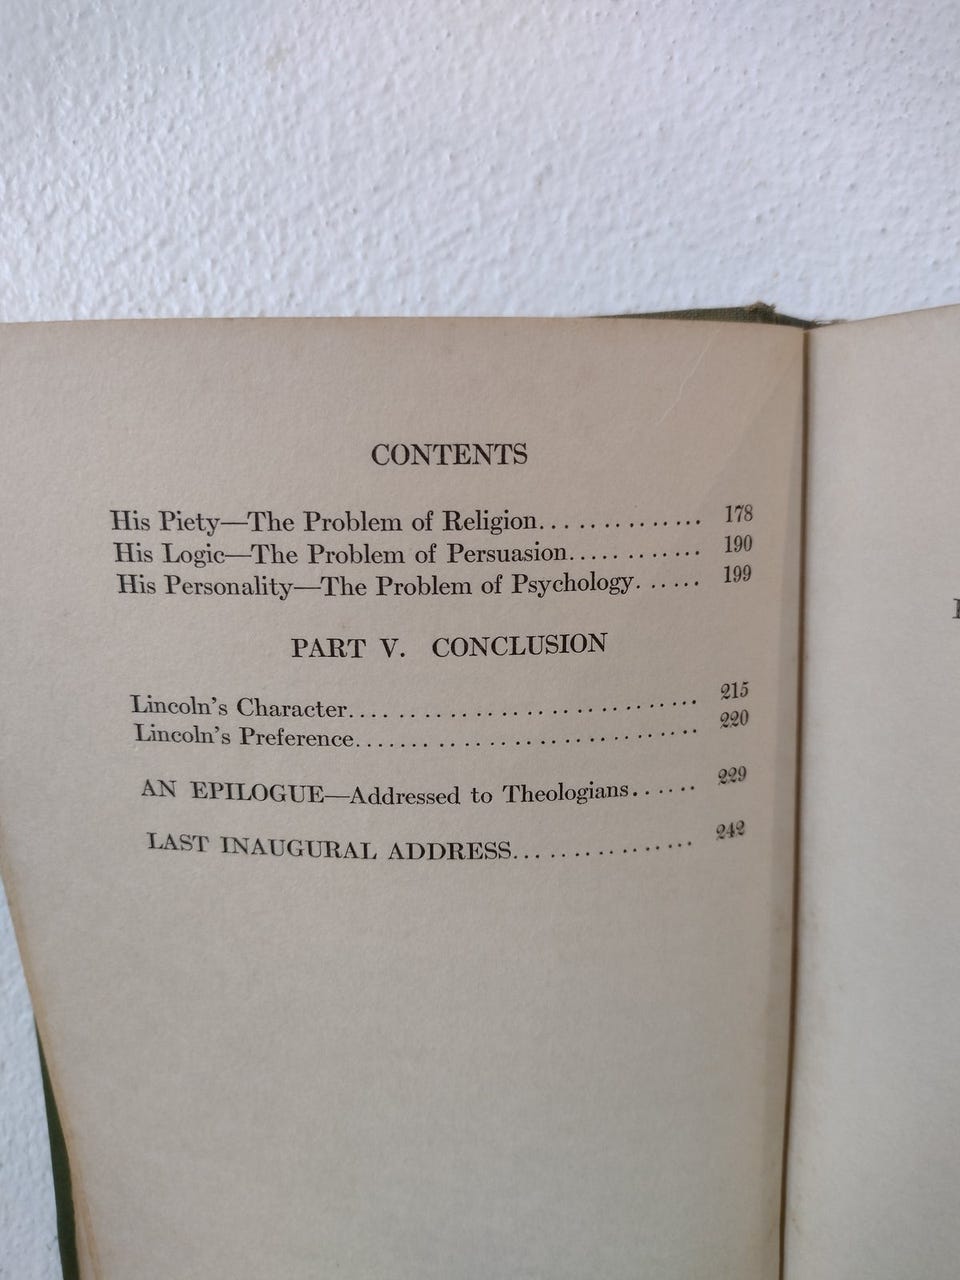 CONTENTS
His Piety—The Problem of Religion.............. 178
His Logic—The Problem of Persuasion............ 190
His Personality—The Problem of Psychology...... 199
PART V. CONCLUSION
Lincoln's Character............................ 215
Lincoln's Preference........................... 220
AN EPILOGUE—Addressed to Theologians...... 229
LAST INAUGURAL ADDRESS............... 242